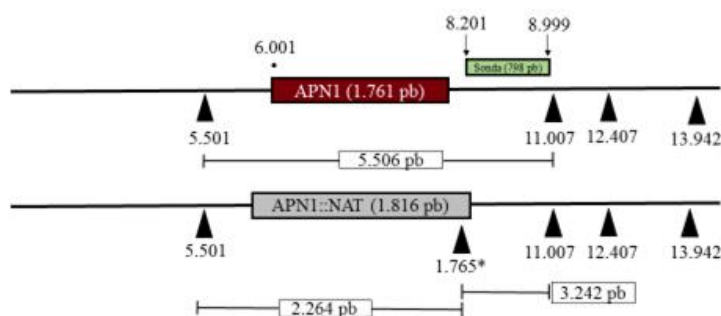 8.201 8.999
6.001
Sonda (798 pb)
APN1 (1.761 pb)
5.501 11.007 12.407 13.942
5.506 pb
APN1::NAT (1.816 pb)
5.501 11.007 12.407 13.942
1.765*
3.242 pb
2.264 pb